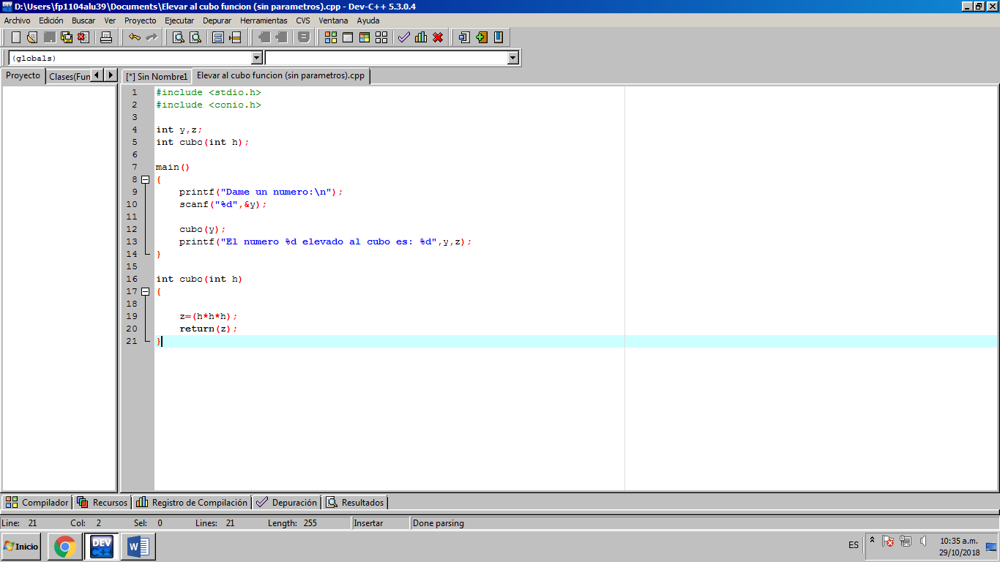 D:\Users\fp1104alu39\Documents\Elevar al cubo funcion (sin parametros).cpp - Dev-C++ 5.3.0.4
Archivo Edición Buscar Ver Proyecto Ejecutar Depurar Herramientas CVS Ventana Ayuda
(globals)
Proyecto Clases(Fun
[*] Sin Nombre1 Elevar al cubo funcion (sin parametros).cpp
1 #include <stdio.h>
2 #include <conio.h>
3
4 int y,z;
5 int cubo(int h);
6
7 main()
8 {
9 printf("Dame un numero:\n");
10 scanf("%d",&y);
11
12 cubo(y);
13 printf("El numero %d elevado al cubo es: %d",y,z);
14 }
15
16 int cubo(int h)
17 {
18
19 z=(h*h*h);
20 return(z);
21 }
Compilador Recursos Registro de Compilación Depuración Resultados
Line: 21 Col: 2 Sel: 0 Lines: 21 Length: 255 Insertar Done parsing
Inicio DEV C++ W ES 10:35 a.m.
29/10/2018